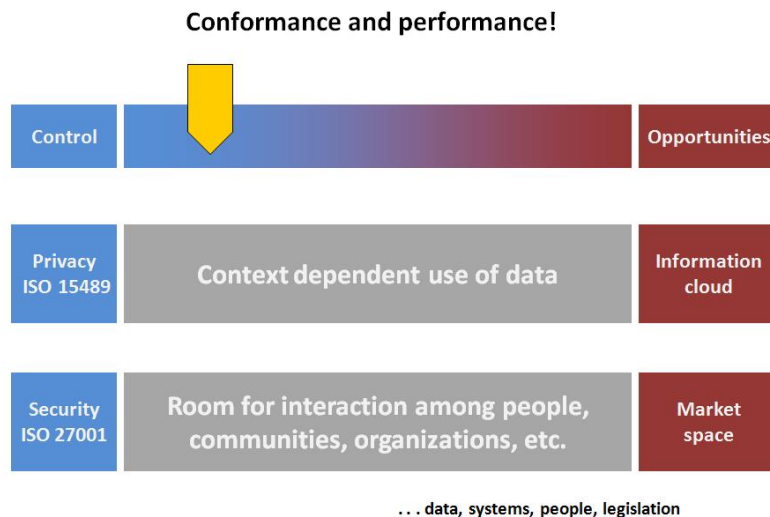 Conformance and performance!
Control
Opportunities
Privacy
ISO 15489
Context dependent use of data
Information
cloud
Security
ISO 27001
Room for interaction among people,
communities, organizations, etc.
Market
space
. . . data, systems, people, legislation